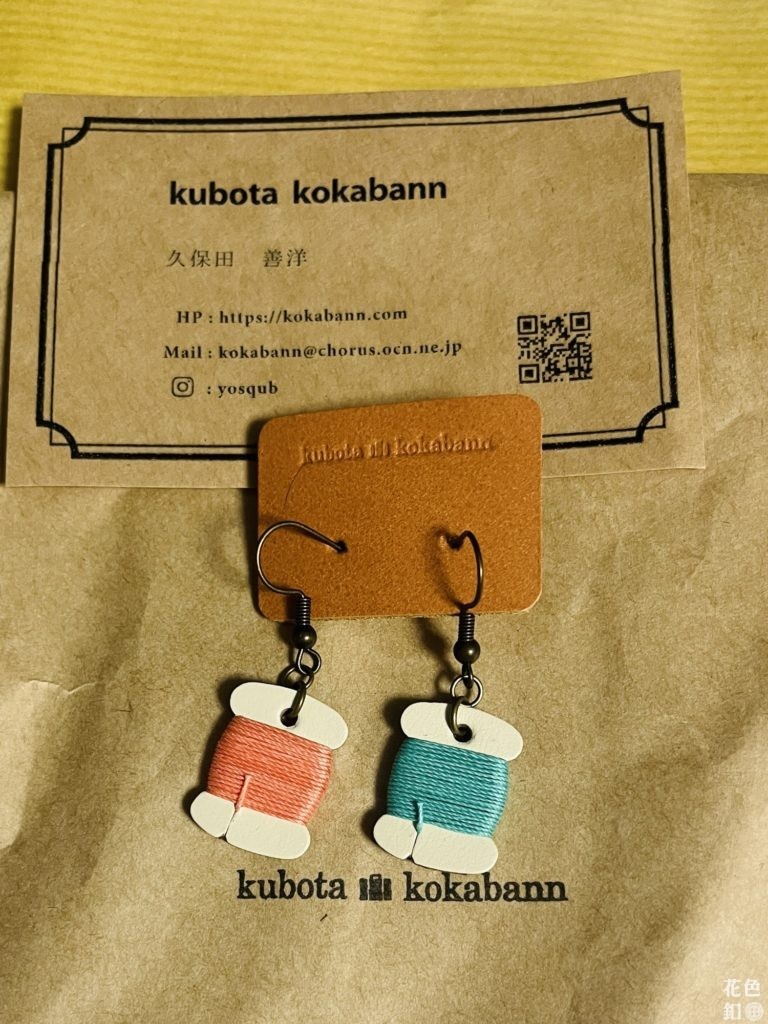 kubota kokabann
久保田 善洋
HP : https://kokabann.com
Mail : kokabann@chorus.ocn.ne.jp
: yosqub
kubota kokabann
kubota kokabann
花色
釦